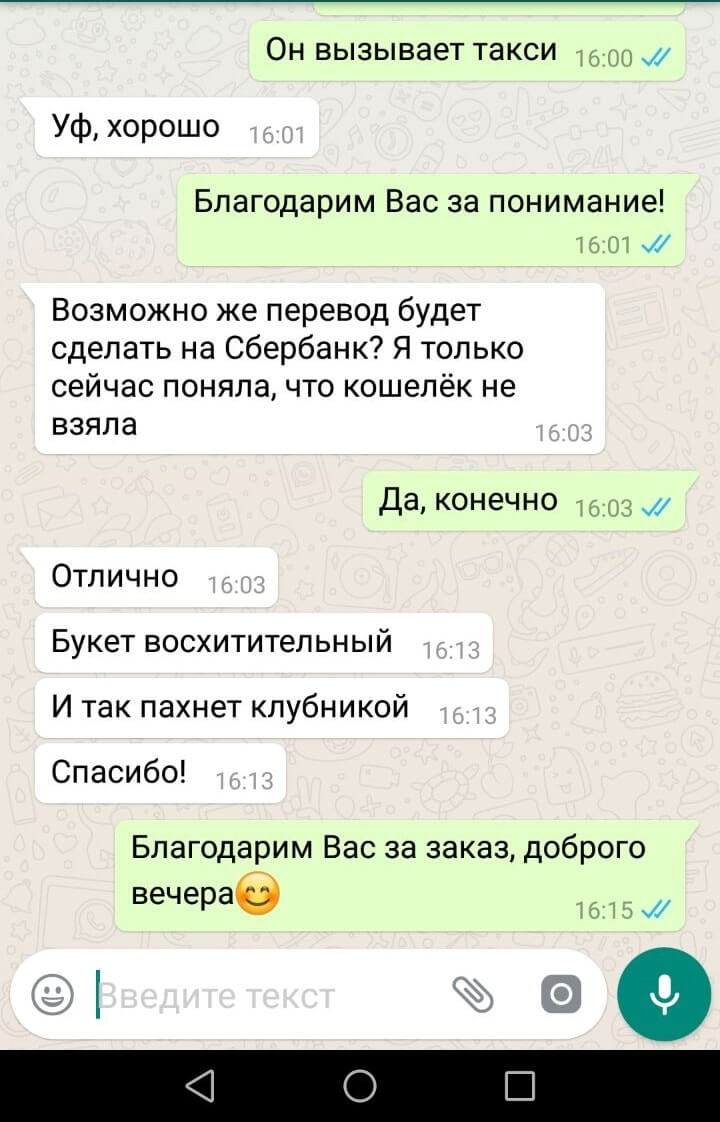 Он вызывает такси 16:00
Уф, хорошо 16:01
Благодарим Вас за понимание!
16:01
Возможно же перевод будет
сделать на Сбербанк? Я только
сейчас поняла, что кошелёк не
взяла 16:03
Да, конечно 16:03
Отлично 16:03
Букет восхитительный 16:13
И так пахнет клубникой 16:13
Спасибо! 16:13
Благодарим Вас за заказ, доброго
вечера😊 16:15
Введите текст